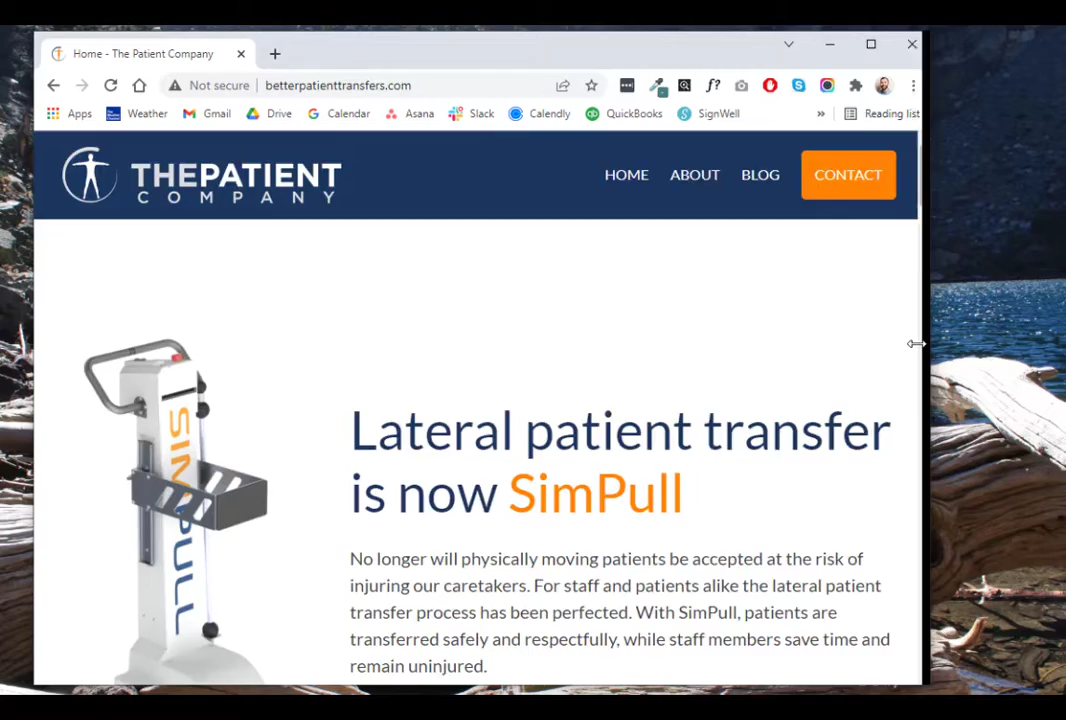 Home - The Patient Company
Not secure
betterpatienttransfers.com
f?
Apps
Weather
Gmail
Drive
Calendar
Asana
Slack
Calendly
QuickBooks
SignWell
»
Reading list
THEPATIENT
COMPANY
HOME
ABOUT
BLOG
CONTACT
SIMPULL
Lateral patient transfer
is now SimPull
No longer will physically moving patients be accepted at the risk of
injuring our caretakers. For staff and patients alike the lateral patient
transfer process has been perfected. With SimPull, patients are
transferred safely and respectfully, while staff members save time and
remain uninjured.